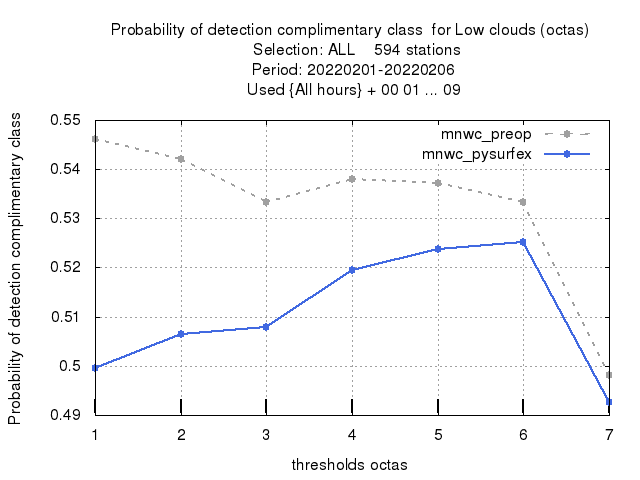 Probability of detection complimentary class  for Low clouds (octas)
Selection: ALL    594 stations
Period: 20220201-20220206
Used {All hours} + 00 01 ... 09
Probability of detection complimentary class
0.55
0.54
0.53
0.52
0.51
0.5
0.49
mnwc_preop
mnwc_pysurfex
1 2 3 4 5 6 7
thresholds octas